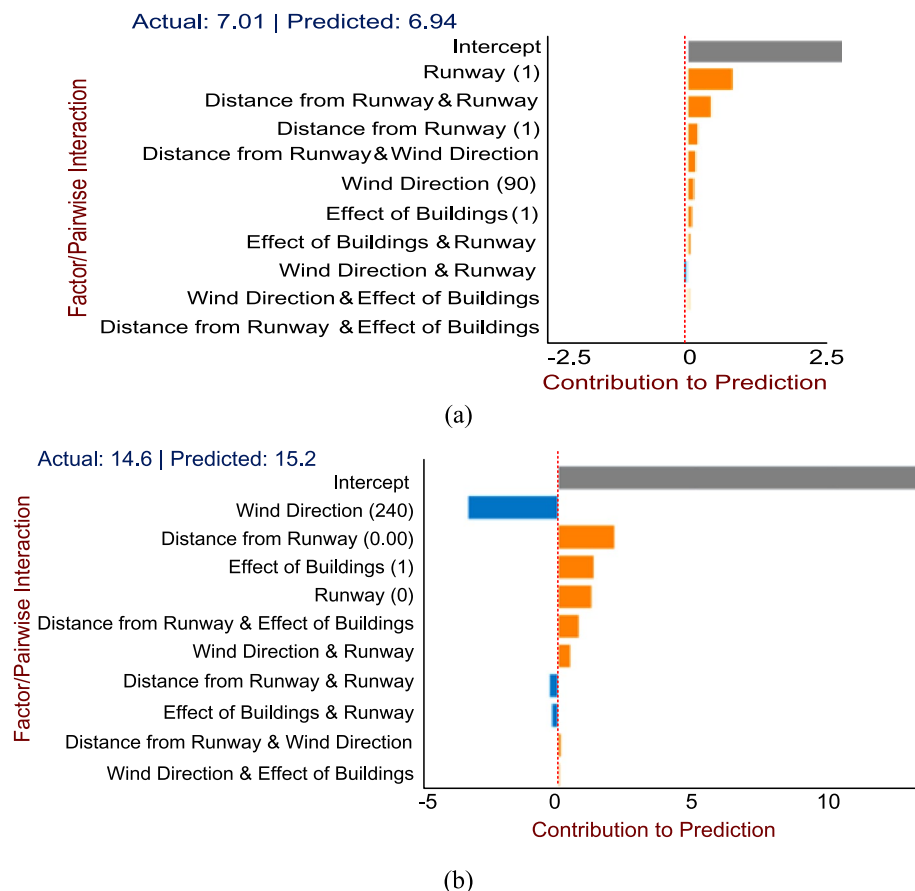 Actual: 7.01 | Predicted: 6.94
Factor/Pairwise Interaction
Intercept
Runway (1)
Distance from Runway & Runway
Distance from Runway (1)
Distance from Runway & Wind Direction
Wind Direction (90)
Effect of Buildings (1)
Effect of Buildings & Runway
Wind Direction & Runway
Wind Direction & Effect of Buildings
Distance from Runway & Effect of Buildings
-2.5 0 2.5
Contribution to Prediction
(a)
Actual: 14.6 | Predicted: 15.2
Factor/Pairwise Interaction
Intercept
Wind Direction (240)
Distance from Runway (0.00)
Effect of Buildings (1)
Runway (0)
Distance from Runway & Effect of Buildings
Wind Direction & Runway
Distance from Runway & Runway
Effect of Buildings & Runway
Distance from Runway & Wind Direction
Wind Direction & Effect of Buildings
-5 0 5 10
Contribution to Prediction
(b)